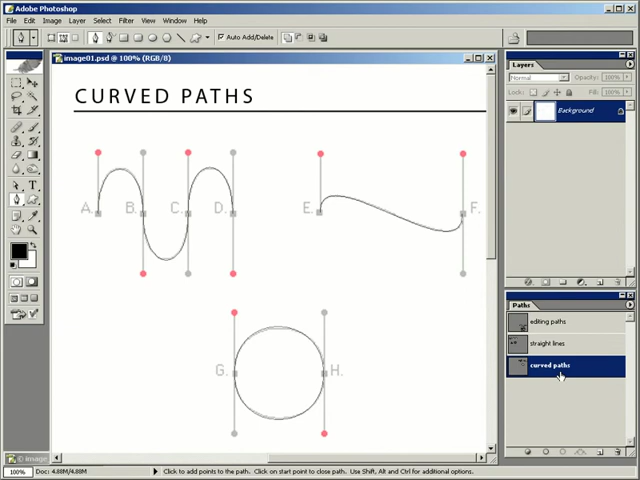 Adobe Photoshop
File Edit Image Layer Select Filter View Window Help
Auto Add/Delete
image01.psd @ 100% (RGB/8)
CURVED PATHS
A. B. C. D. E. F.
G. H.
Layers
Normal Opacity: 100%
Lock: Fill: 100%
Background
Paths
editing paths
straight lines
curved paths
image
100% Doc: 4.88M/4.88M Click to add points to the path. Click on start point to close path. Use Shift, Alt and Ctrl for additional options.